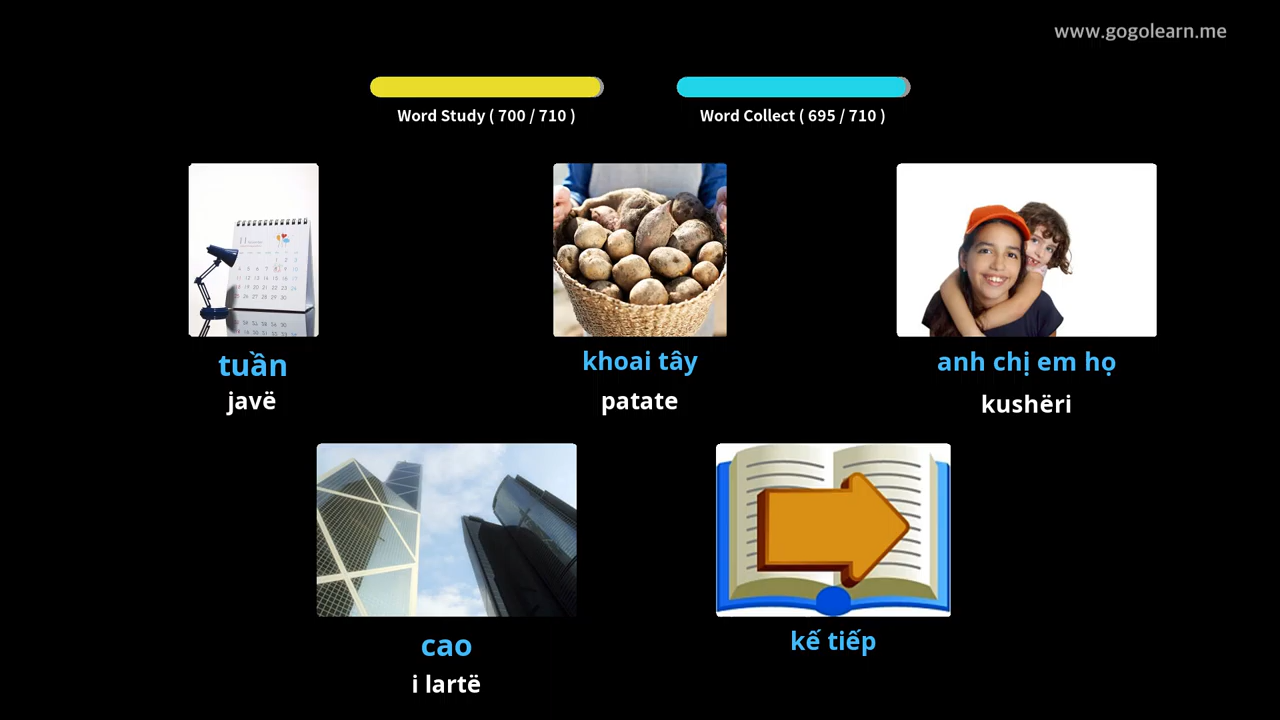 www.gogolearn.me
Word Study ( 700 / 710 )
Word Collect ( 695 / 710 )
tuần
javë
khoai tây
patate
anh chị em họ
kushëri
cao
i lartë
kế tiếp